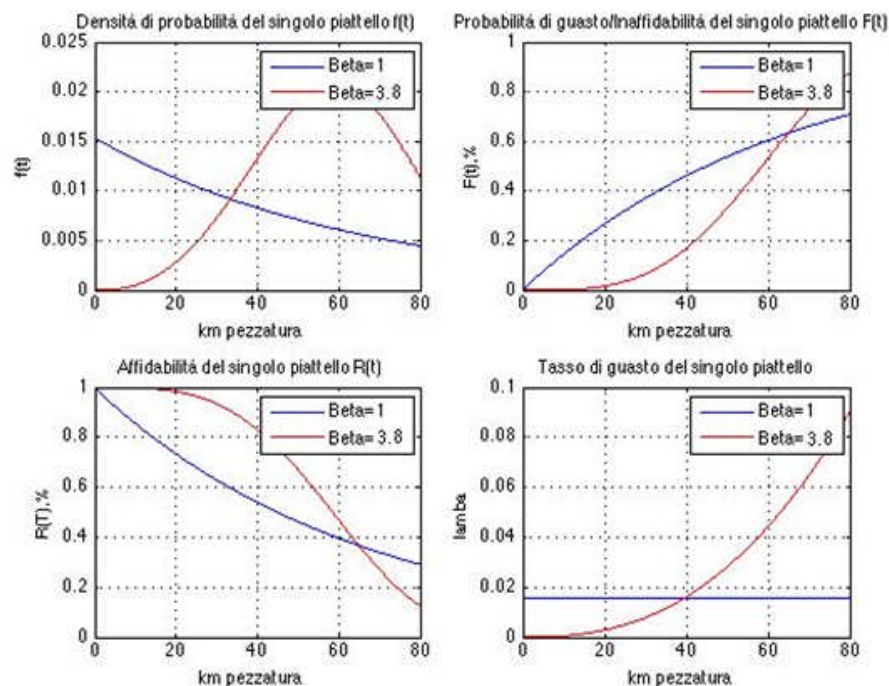 Densitá di probabilitá del singolo piattello f(t)
0.025
0.02
0.015
0.01
0.005
0
f(t)
Beta=1
Beta=3.8
0 20 40 60 80
km pezzatura
Probabilitá di guasto/Inaffidabilitá del singolo piattello F(t)
1
0.8
0.6
0.4
0.2
0
F(t),%
Beta=1
Beta=3.8
0 20 40 60 80
km pezzatura
Affidabilitá del singolo piattello R(t)
1
0.8
0.6
0.4
0.2
0
R(T),%
Beta=1
Beta=3.8
0 20 40 60 80
km pezzatura
Tasso di guasto del singolo piattello
0.1
0.08
0.06
0.04
0.02
0
lamba
Beta=1
Beta=3.8
0 20 40 60 80
km pezzatura